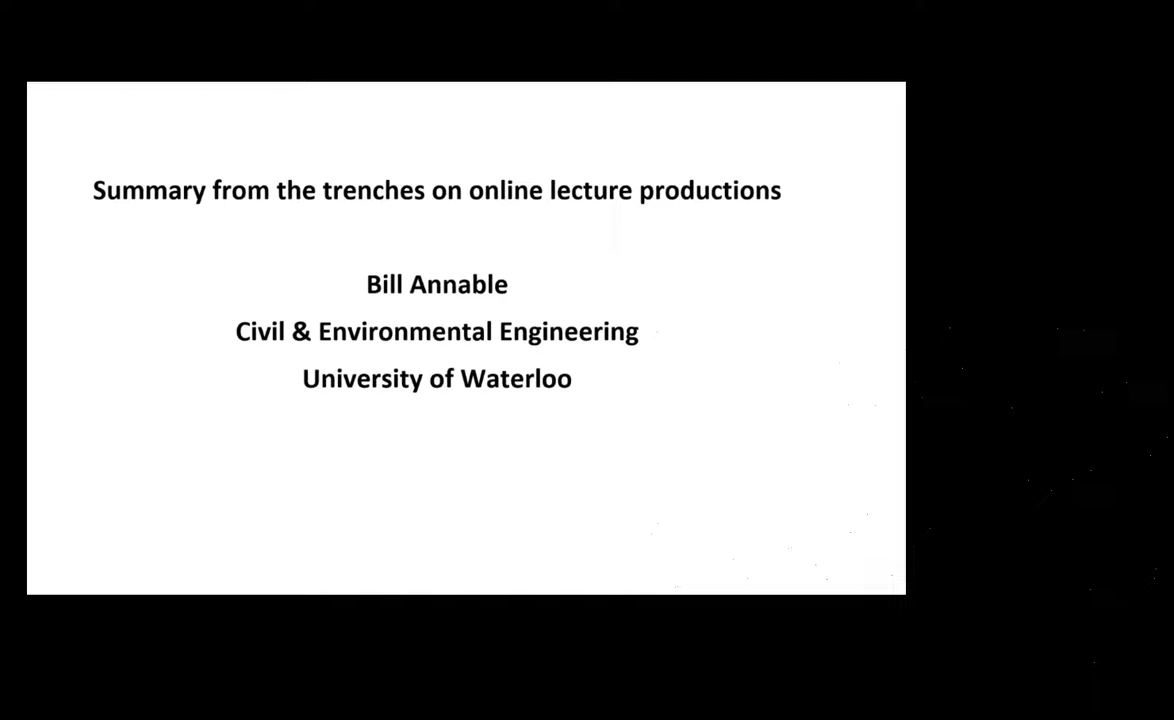 Summary from the trenches on online lecture productions
Bill Annable
Civil & Environmental Engineering
University of Waterloo